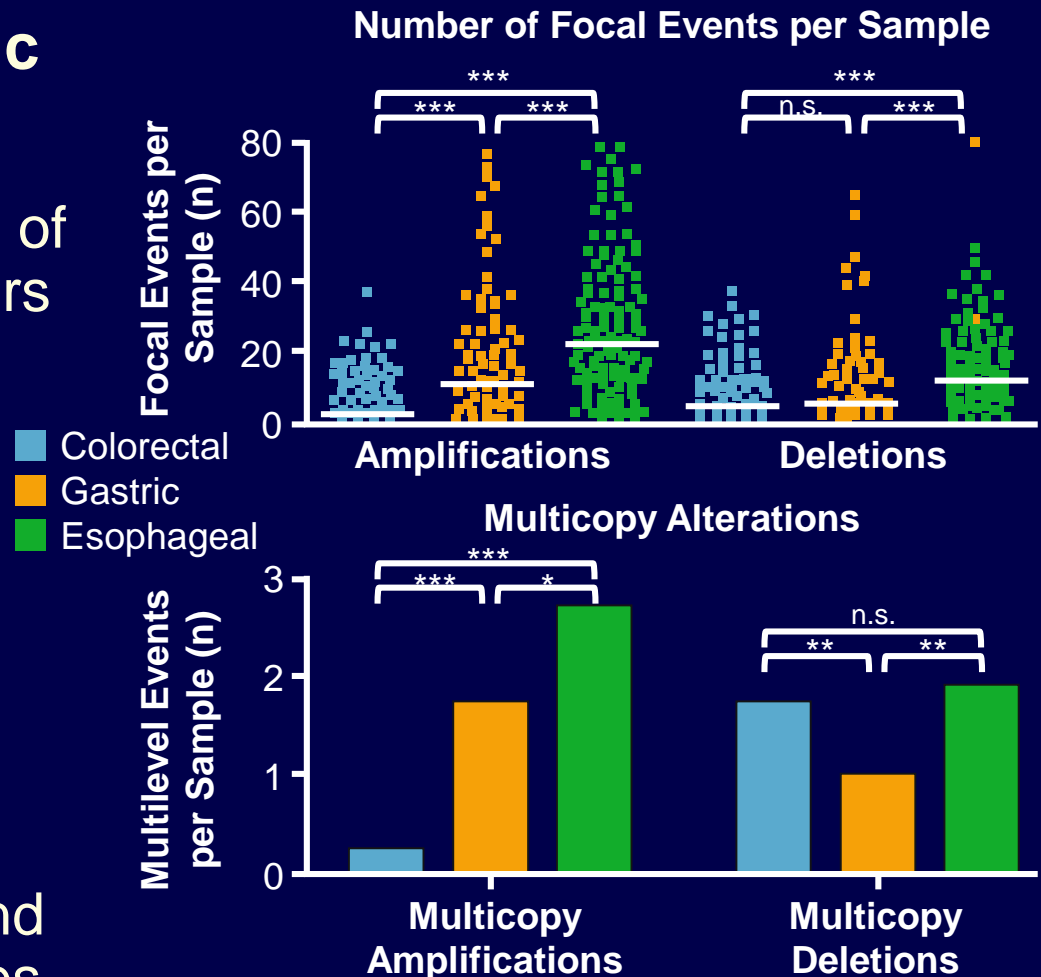 c
of
rs
nd
Number of Focal Events per Sample
***
*** ***
***
n.s. ***
Focal Events per
Sample (n)
80
60
40
20
0
Amplifications Deletions
Colorectal
Gastric
Esophageal
Multicopy Alterations
***
*** *
n.s.
** **
Multilevel Events
per Sample (n)
3
2
1
0
Multicopy
Amplifications
Multicopy
Deletions